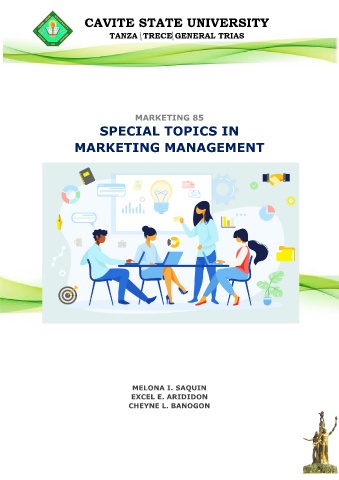 CAVITE STATE UNIVERSITY
TANZA | TRECE| GENERAL TRIAS
MARKETING 85
SPECIAL TOPICS IN
MARKETING MANAGEMENT
MELONA I. SAQUIN
EXCEL E. ARIDIDON
CHEYNE L. BANOGON